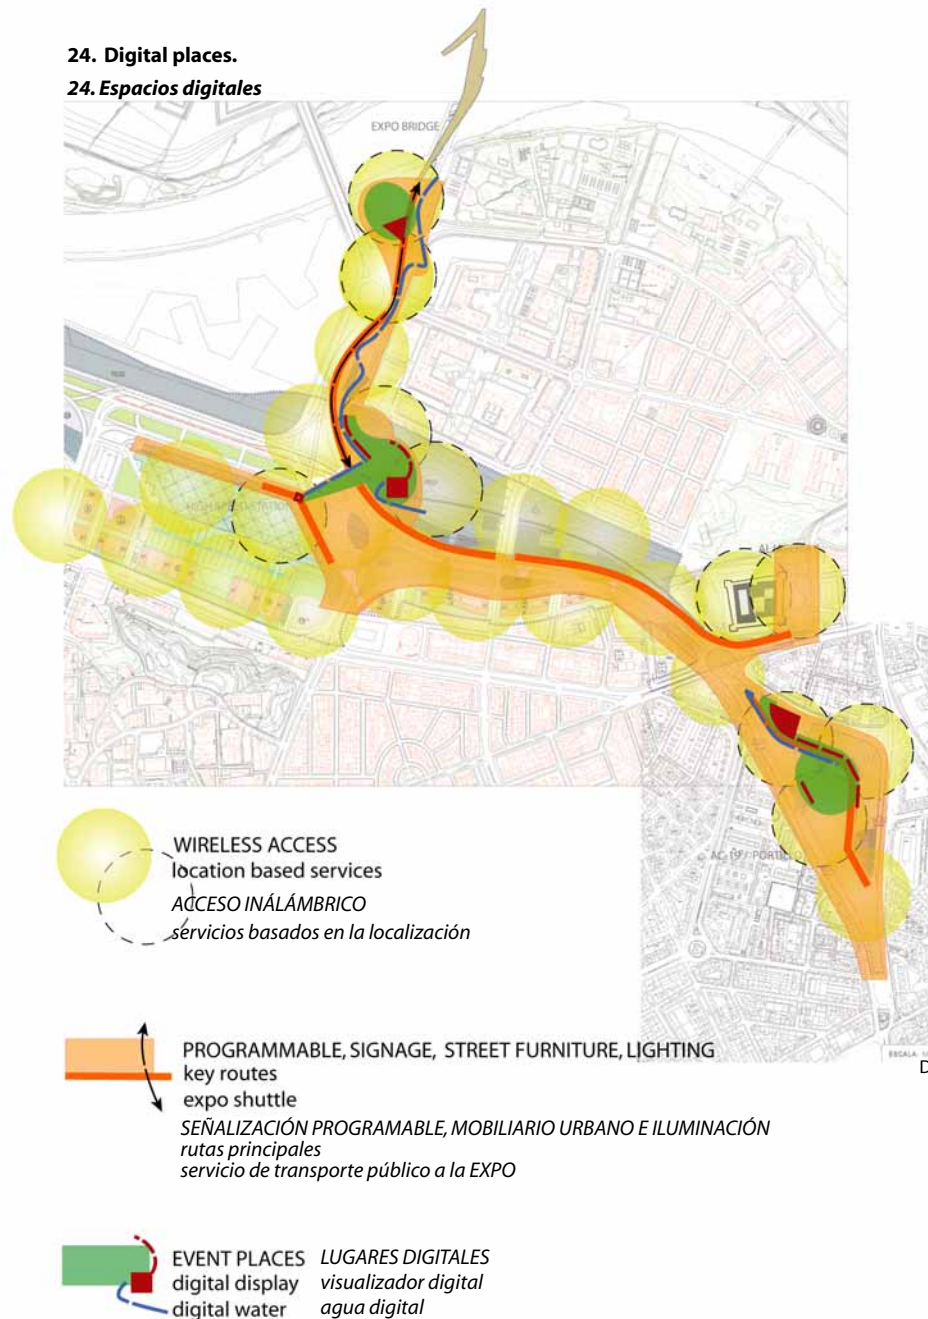 24. Digital places.
24. Espacios digitales
EXPO BRIDGE
WIRELESS ACCESS
location based services
ACCESO INÁLÁMBRICO
servicios basados en la localización
PROGRAMMABLE, SIGNAGE, STREET FURNITURE, LIGHTING
key routes
expo shuttle
SEÑALIZACIÓN PROGRAMABLE, MOBILIARIO URBANO E ILUMINACIÓN
rutas principales
servicio de transporte público a la EXPO
ESCALA:
D
EVENT PLACES
digital display
digital water
LUGARES DIGITALES
visualizador digital
agua digital